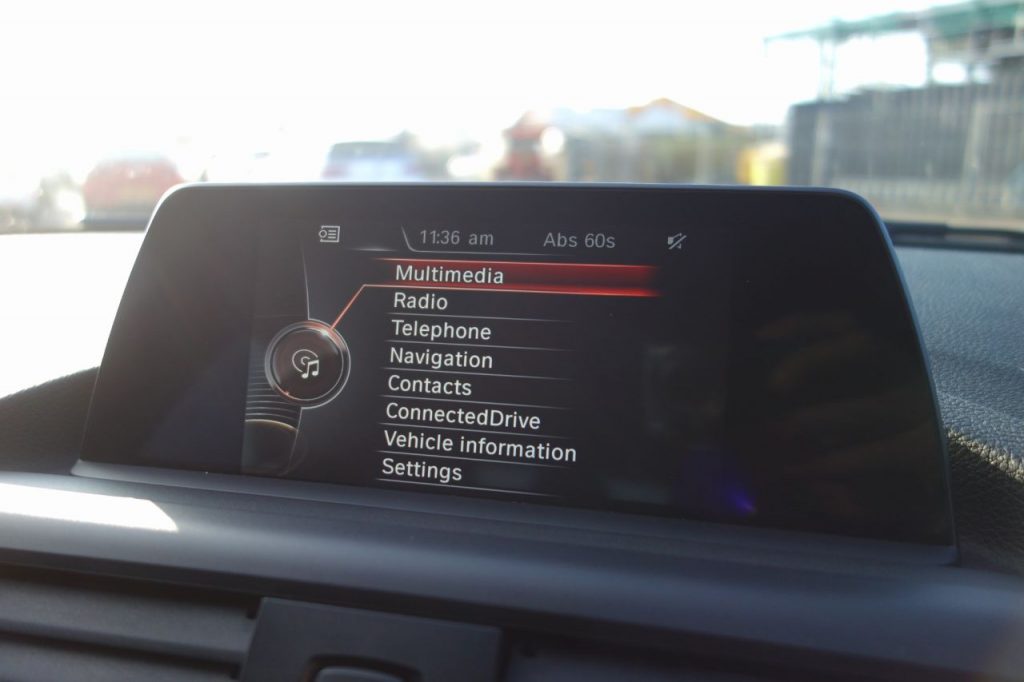 11:36 am Abs 60s
Multimedia
Radio
Telephone
Navigation
Contacts
ConnectedDrive
Vehicle information
Settings